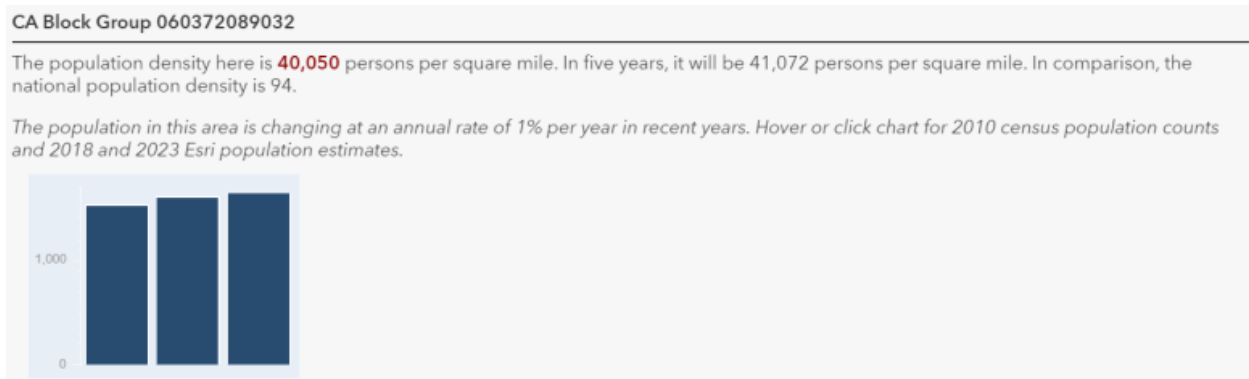 CA Block Group 060372089032
The population density here is 40,050 persons per square mile. In five years, it will be 41,072 persons per square mile. In comparison, the
national population density is 94.
The population in this area is changing at an annual rate of 1% per year in recent years. Hover or click chart for 2010 census population counts
and 2018 and 2023 Esri population estimates.
1,000
0